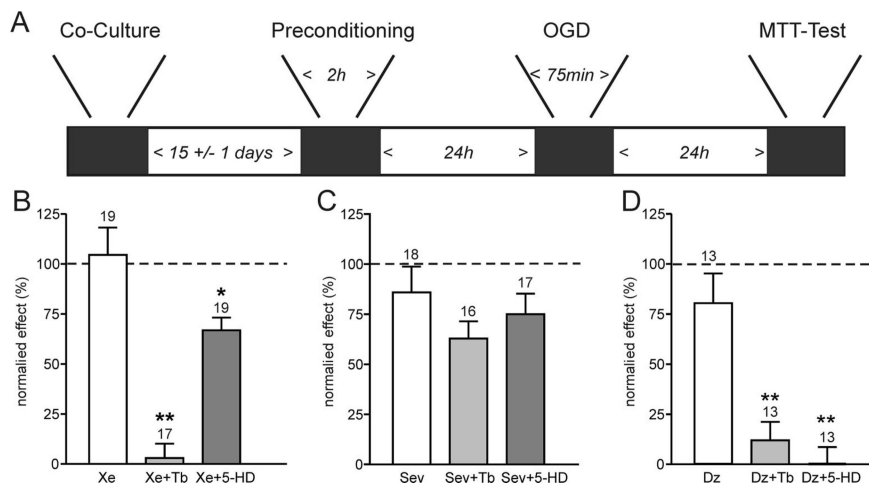 A
Co-Culture Preconditioning OGD MTT-Test
< 2h > < 75min >
< 15 +/- 1 days > < 24h > < 24h >
B
normalied effect (%)
125
100
75
50
25
0
19
**
17
*
19
Xe Xe+Tb Xe+5-HD
C
normalied effect (%)
125
100
75
50
25
0
18
16
17
Sev Sev+Tb Sev+5-HD
D
normalied effect (%)
125
100
75
50
25
0
13
**
13
**
13
Dz Dz+Tb Dz+5-HD